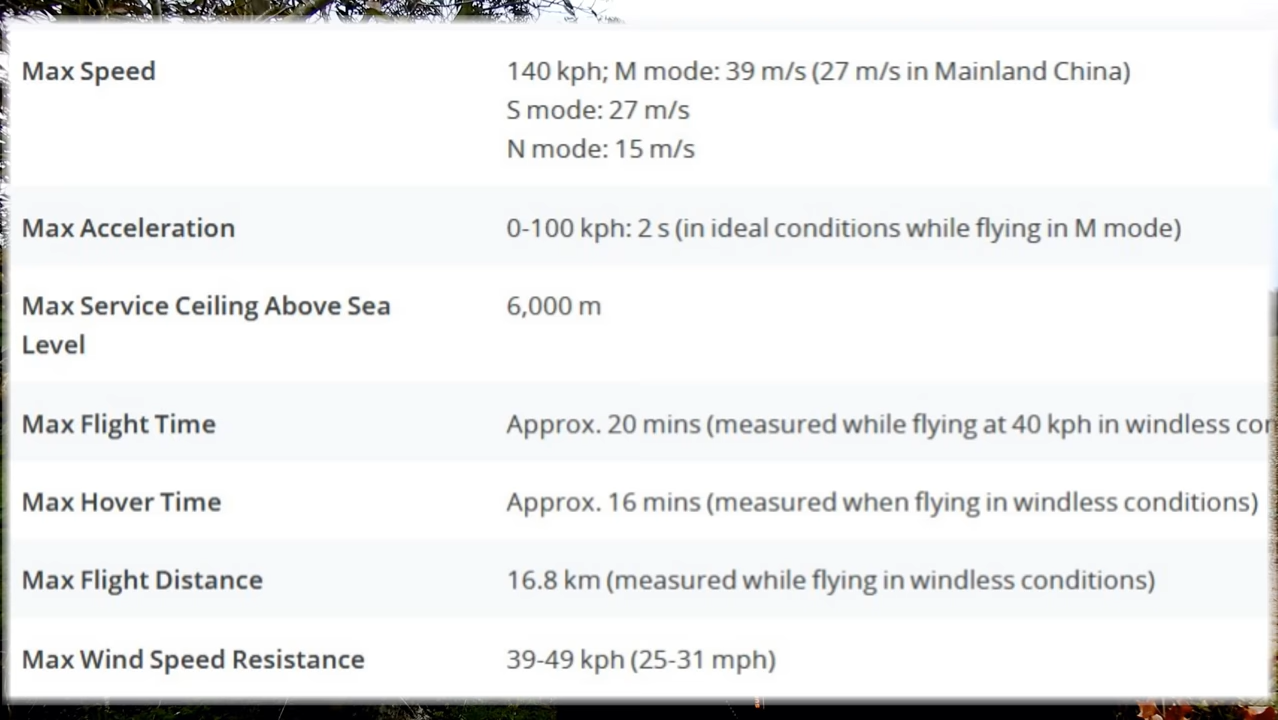 Max Speed
140 kph; M mode: 39 m/s (27 m/s in Mainland China)
S mode: 27 m/s
N mode: 15 m/s
Max Acceleration
0-100 kph: 2 s (in ideal conditions while flying in M mode)
Max Service Ceiling Above Sea
Level
6,000 m
Max Flight Time
Approx. 20 mins (measured while flying at 40 kph in windless
Max Hover Time
Approx. 16 mins (measured when flying in windless conditions)
Max Flight Distance
16.8 km (measured while flying in windless conditions)
Max Wind Speed Resistance
39-49 kph (25-31 mph)